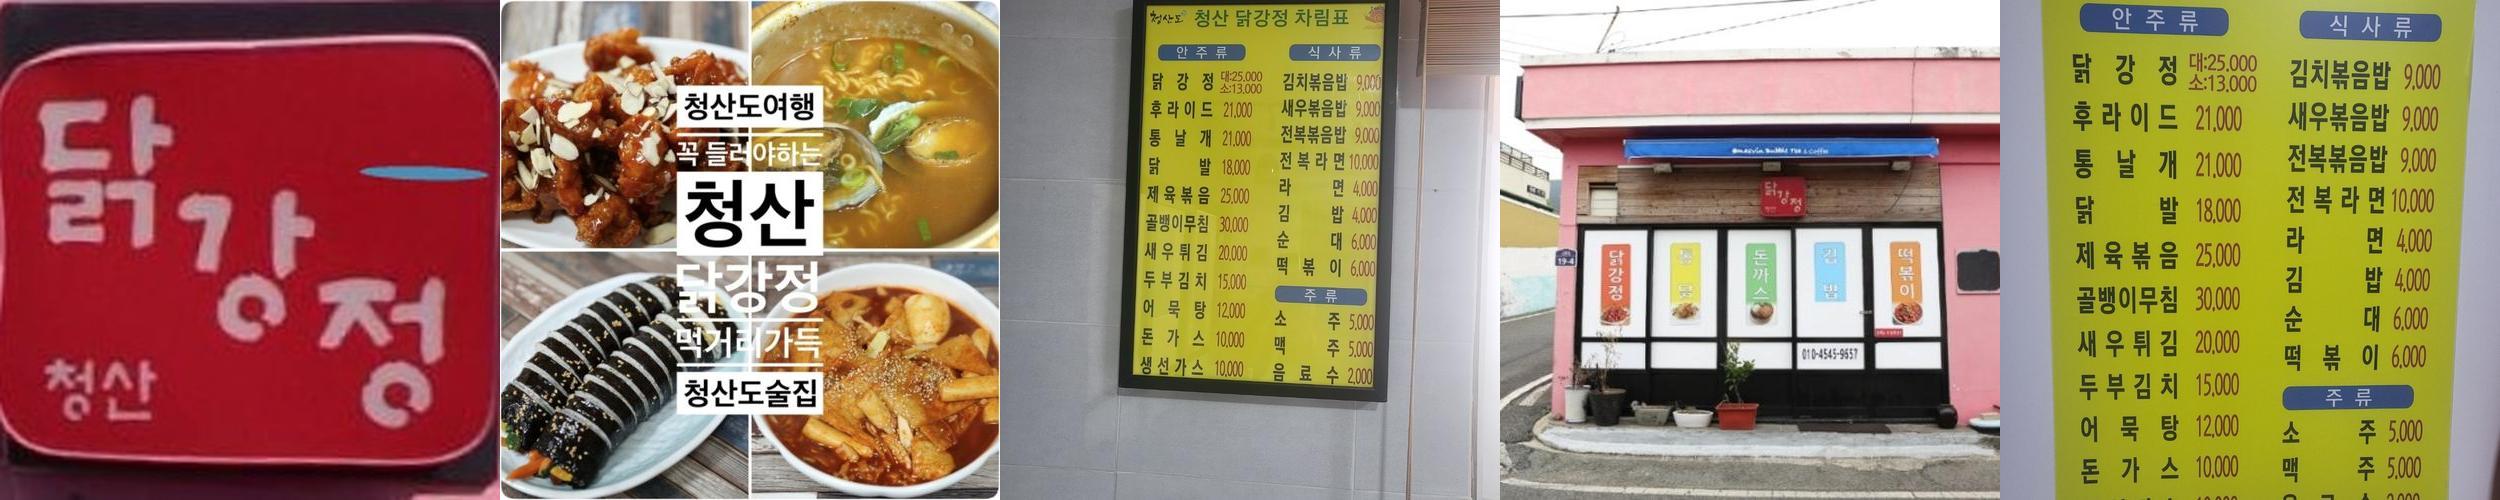 닭
강
정
청산
청산도여행
꼭 들러야하는
청산
닭강정
먹거리가득
청산도술집
청산도 청산 닭강정 차림표
안주류
닭강정 대:25,000
소:13,000
후라이드 21,000
통날개 21,000
닭발 18,000
제육볶음 25,000
골뱅이무침 30,000
새우튀김 20,000
두부김치 15,000
어묵탕 12,000
돈가스 10,000
생선가스 10,000
식사류
김치볶음밥 9,000
새우볶음밥 9,000
전복볶음밥 9,000
전복라면 10,000
라면 4,000
김밥 4,000
순대 6,000
떡볶이 6,000
주류
소주 5,000
맥주 5,000
음료수 2,000
Bubble Tea & Coffee
닭강정
청산
19-4
닭강정
통닭
돈까스
김밥
떡볶이
010-4545-9657
안주류
닭강정 대:25,000
소:13,000
후라이드 21,000
통날개 21,000
닭발 18,000
제육볶음 25,000
골뱅이무침 30,000
새우튀김 20,000
두부김치 15,000
어묵탕 12,000
돈가스 10,000
식사류
김치볶음밥 9,000
새우볶음밥 9,000
전복볶음밥 9,000
전복라면 10,000
라면 4,000
김밥 4,000
순대 6,000
떡볶이 6,000
주류
소주 5,000
맥주 5,000